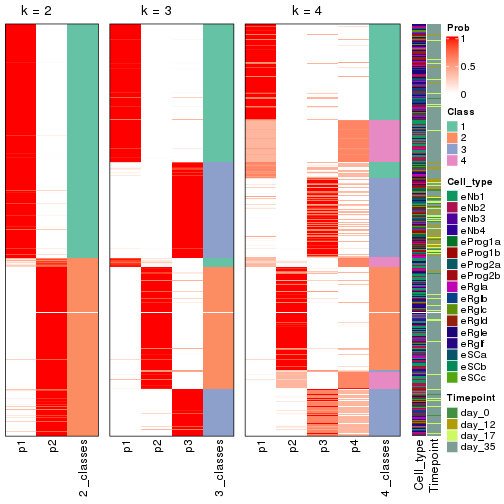 k = 2
k = 3
k = 4
p1
p2
2_classes
p1
p2
p3
3_classes
p1
p2
p3
p4
4_classes
Cell_type
Timepoint
Prob
1
0.5
0
Class
1
2
3
4
Cell_type
eNb1
eNb2
eNb3
eNb4
eProg1a
eProg1b
eProg2a
eProg2b
eRgla
eRglb
eRglc
eRgld
eRgle
eRglf
eSCa
eSCb
eSCc
Timepoint
day_0
day_12
day_17
day_35